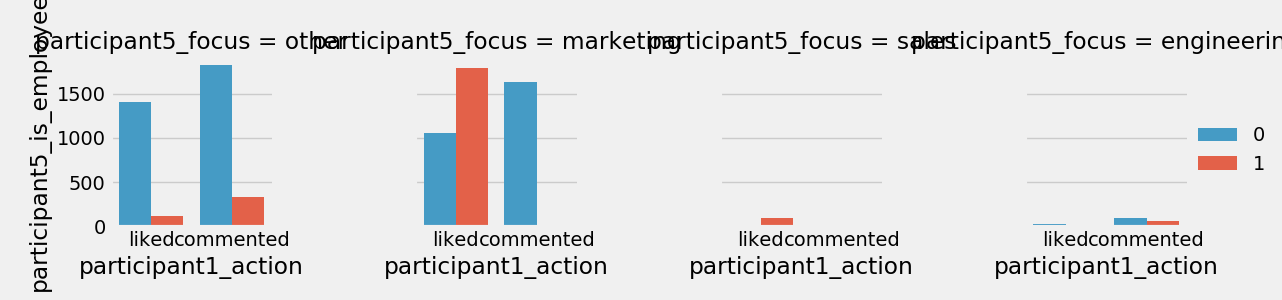 participant5_focus = other
participant5_focus = marketing
participant5_focus = sales
participant5_focus = engineerin
participant5_is_employee
1500
1000
500
0
liked commented
liked commented
liked commented
liked commented
participant1_action
participant1_action
participant1_action
participant1_action
0
1